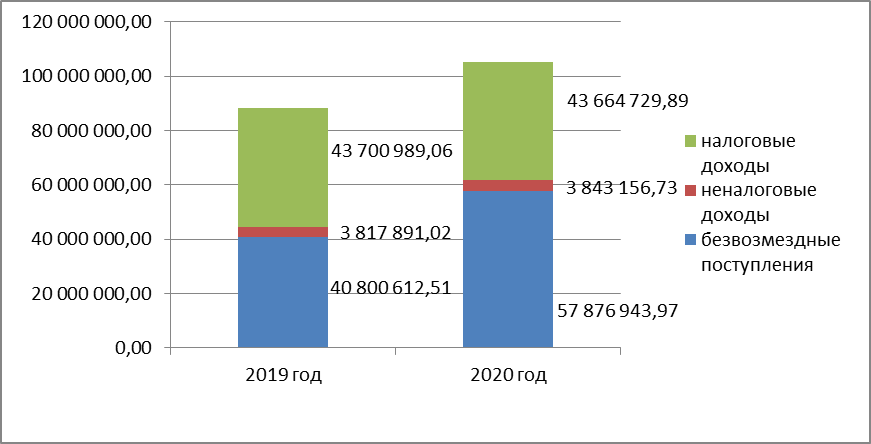 120 000 000,00
100 000 000,00
80 000 000,00
60 000 000,00
40 000 000,00
20 000 000,00
0,00
43 700 989,06
3 817 891,02
40 800 612,51
43 664 729,89
3 843 156,73
57 876 943,97
2019 год
2020 год
налоговые
доходы
неналоговые
доходы
безвозмездные
поступления